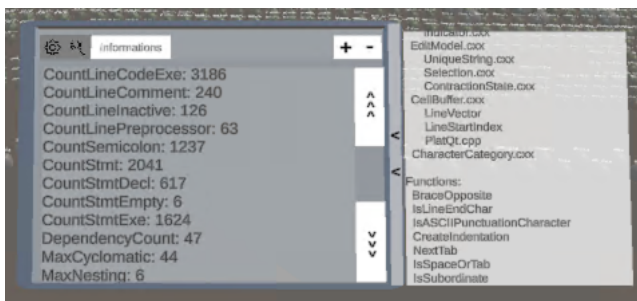 informations
+ -
CountLineCodeExe: 3186
CountLineComment: 240
CountLineInactive: 126
CountLinePreprocessor: 63
CountSemicolon: 1237
CountStmt: 2041
CountStmtDecl: 617
CountStmtEmpty: 6
CountStmtExe: 1624
DependencyCount: 47
MaxCyclomatic: 44
MaxNesting: 6
<
<
Indicator.cxx
EditModel.cxx
UniqueString.cxx
Selection.cxx
ContractionState.cxx
CellBuffer.cxx
LineVector
LineStartIndex
PlatQt.cpp
CharacterCategory.cxx
Functions:
BraceOpposite
IsLineEndChar
IsASCIIPunctuationCharacter
CreateIndentation
NextTab
IsSpaceOrTab
IsSubordinate